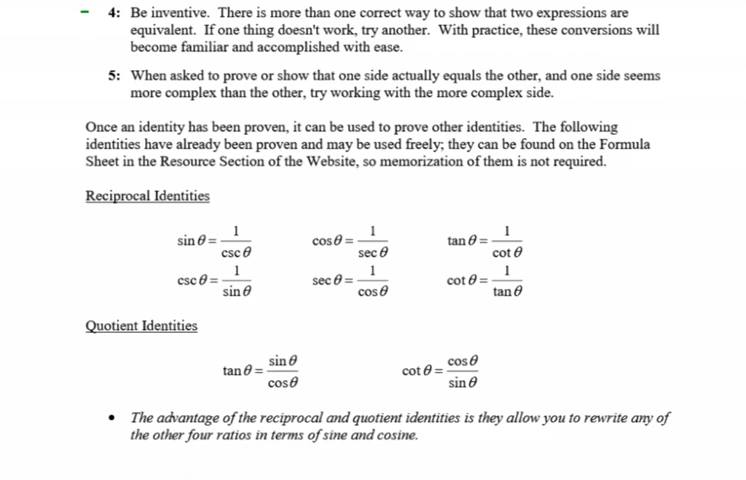 4: Be inventive. There is more than one correct way to show that two expressions are
equivalent. If one thing doesn't work, try another. With practice, these conversions will
become familiar and accomplished with ease.
5: When asked to prove or show that one side actually equals the other, and one side seems
more complex than the other, try working with the more complex side.
Once an identity has been proven, it can be used to prove other identities. The following
identities have already been proven and may be used freely; they can be found on the Formula
Sheet in the Resource Section of the Website, so memorization of them is not required.
Reciprocal Identities
sin θ = 1/csc θ cos θ = 1/sec θ tan θ = 1/cot θ
csc θ = 1/sin θ sec θ = 1/cos θ cot θ = 1/tan θ
Quotient Identities
tan θ = sin θ/cos θ cot θ = cos θ/sin θ
• The advantage of the reciprocal and quotient identities is they allow you to rewrite any of
the other four ratios in terms of sine and cosine.